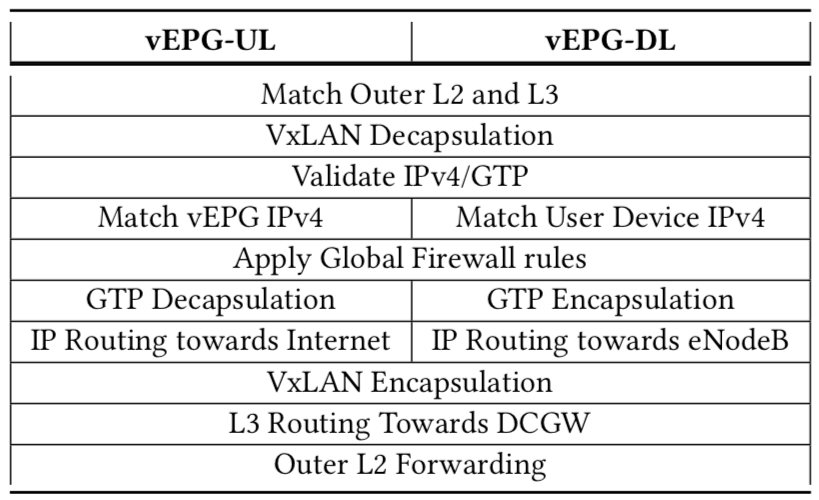 vEPG-UL vEPG-DL
Match Outer L2 and L3
VxLAN Decapsulation
Validate IPv4/GTP
Match vEPG IPv4 Match User Device IPv4
Apply Global Firewall rules
GTP Decapsulation GTP Encapsulation
IP Routing towards Internet IP Routing towards eNodeB
VxLAN Encapsulation
L3 Routing Towards DCGW
Outer L2 Forwarding